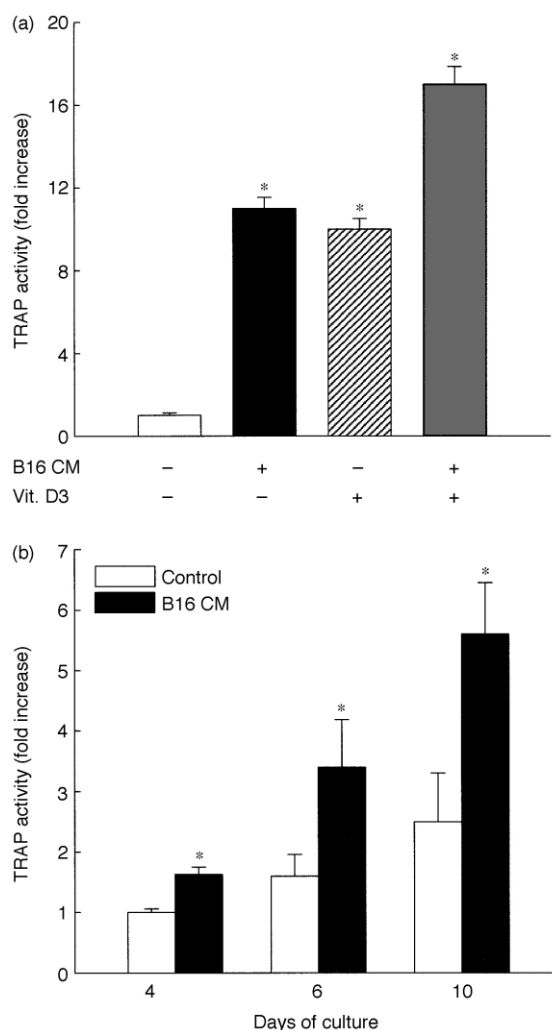 (a)
20
16
12
8
4
0
TRAP activity (fold increase)
*
*
*
*
B16 CM − + − +
Vit. D3 − − + +
(b)
7
6
5
4
3
2
1
0
TRAP activity (fold increase)
Control
B16 CM
*
*
*
4 6 10
Days of culture